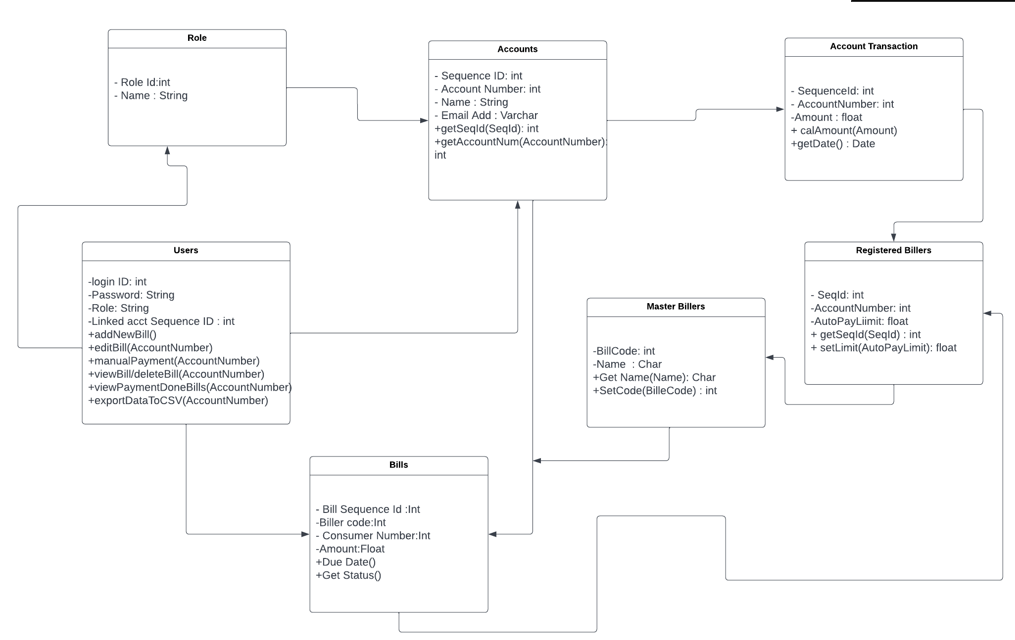 Role
- Role Id:int
- Name : String
Accounts
- Sequence ID: int
- Account Number: int
- Name : String
- Email Add : Varchar
+getSeqId(SeqId): int
+getAccountNum(AccountNumber):
int
Account Transaction
- SequenceId: int
- AccountNumber: int
-Amount : float
+ calAmount(Amount)
+getDate() : Date
Users
-login ID: int
-Password: String
-Role: String
-Linked acct Sequence ID : int
+addNewBill()
+editBill(AccountNumber)
+manualPayment(AccountNumber)
+viewBill/deleteBill(AccountNumber)
+viewPaymentDoneBills(AccountNumber)
+exportDataToCSV(AccountNumber)
Master Billers
-BillCode: int
-Name : Char
+Get Name(Name): Char
+SetCode(BilleCode) : int
Registered Billers
- SeqId: int
-AccountNumber: int
-AutoPayLiimit: float
+ getSeqId(SeqId) : int
+ setLimit(AutoPayLimit): float
Bills
- Bill Sequence Id :Int
-Biller code:Int
- Consumer Number:Int
-Amount:Float
+Due Date()
+Get Status()